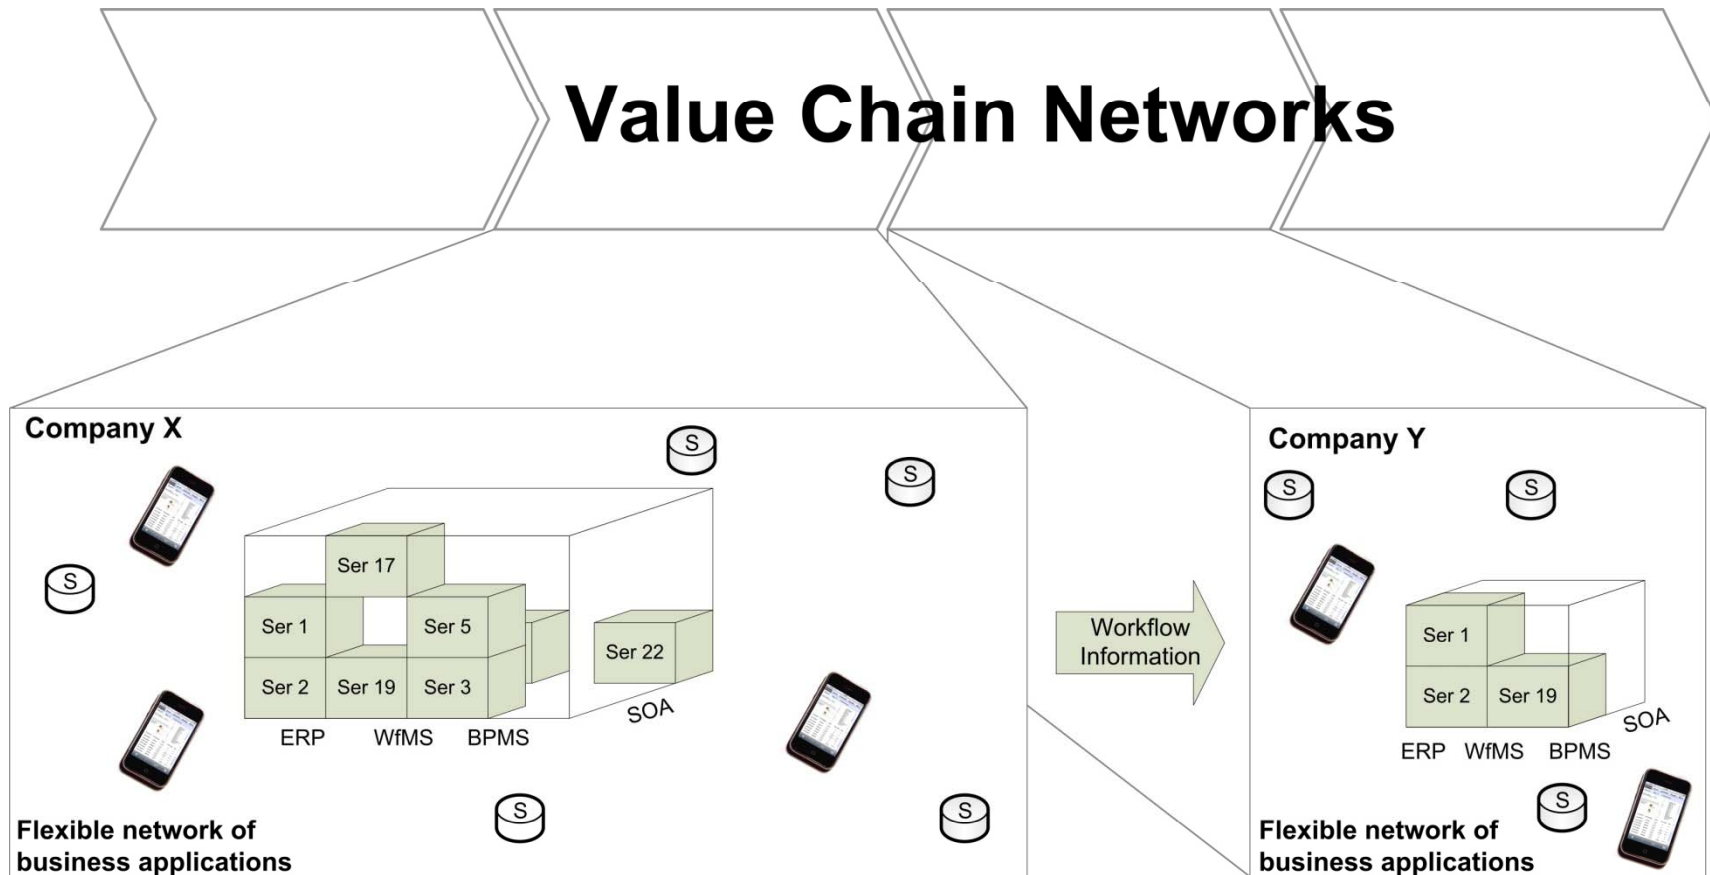 Value Chain Networks
Company X
S
S
S
Ser 17
Ser 1
Ser 5
Ser 22
Ser 2
Ser 19
Ser 3
ERP
WfMS
BPMS
SOA
S
S
Flexible network of
business applications
Workflow
Information
Company Y
S
S
Ser 1
Ser 2
Ser 19
ERP
WfMS
BPMS
SOA
S
Flexible network of
business applications